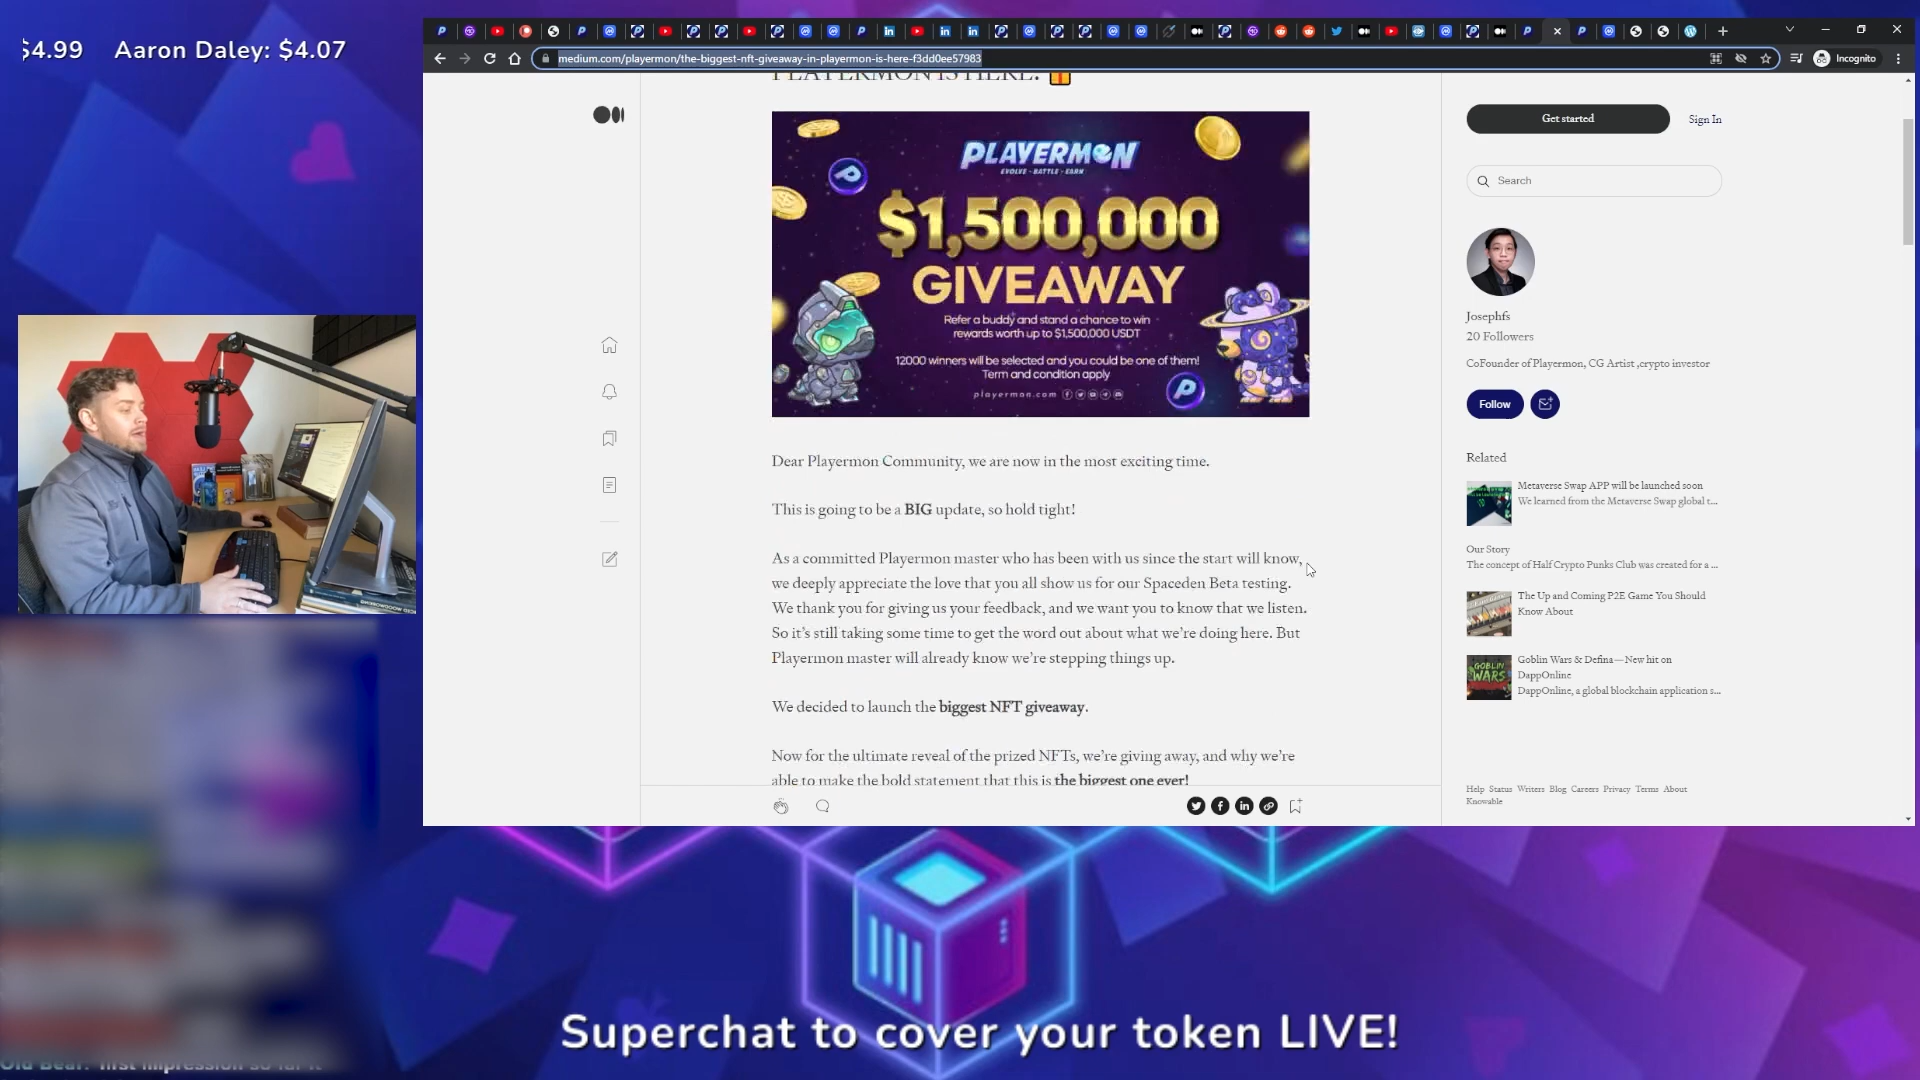 $4.99 Aaron Daley: $4.07
medium.com/playermon/the-biggest-nft-giveaway-in-playermon-is-here-f3dd0ee57983
Incognito
PLAYERMON IS HERE!
PLAYERMON
EVOLVE - BATTLE - EARN
$1,500,000
GIVEAWAY
Refer a buddy and stand a chance to win
rewards worth up to $1,500,000 USDT
12000 winners will be selected and you could be one of them!
Term and condition apply
playermon.com
Dear Playermon Community, we are now in the most exciting time.
This is going to be a BIG update, so hold tight!
As a committed Playermon master who has been with us since the start will know,
we deeply appreciate the love that you all show us for our Spaceden Beta testing.
We thank you for giving us your feedback, and we want you to know that we listen.
So it’s still taking some time to get the word out about what we’re doing here. But
Playermon master will already know we’re stepping things up.
We decided to launch the biggest NFT giveaway.
Now for the ultimate reveal of the prized NFTs, we’re giving away, and why we’re
able to make the bold statement that this is the biggest one ever!
Get started
Sign In
Search
Josephfs
20 Followers
CoFounder of Playermon, CG Artist ,crypto investor
Follow
Related
Metaverse Swap APP will be launched soon
We learned from the Metaverse Swap global t...
Our Story
The concept of Half Crypto Punks Club was created for a ...
The Up and Coming P2E Game You Should
Know About
GOBLIN
WARS
Goblin Wars & Defina — New hit on
DappOnline
DappOnline, a global blockchain application s...
Help Status Writers Blog Careers Privacy Terms About
Knowable
Old Bear: first impression so far it
Superchat to cover your token LIVE!